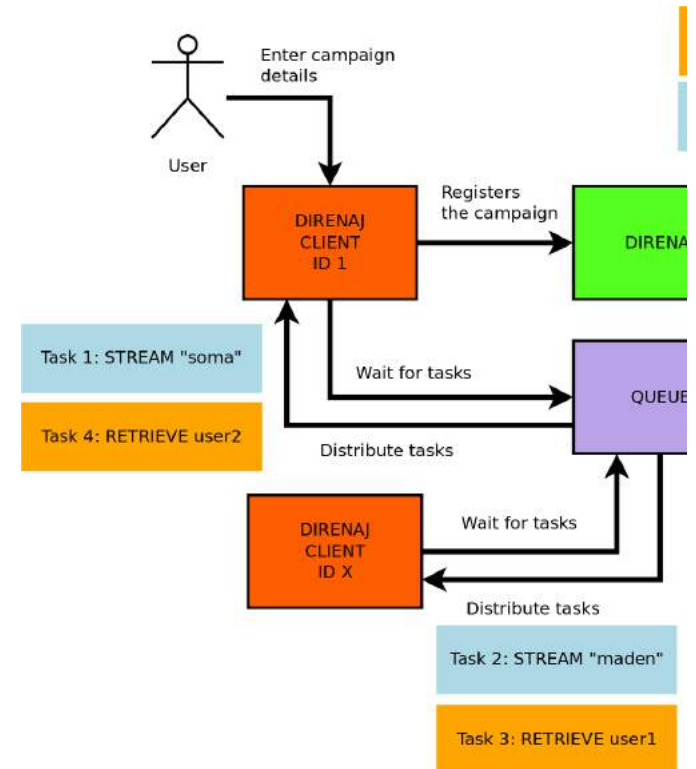 Enter campaign
details
User
DIRENAJ
CLIENT
ID 1
Registers
the campaign
DIRENA
Task 1: STREAM "soma"
Wait for tasks
QUEUE
Task 4: RETRIEVE user2
Distribute tasks
DIRENAJ
CLIENT
ID X
Wait for tasks
Distribute tasks
Task 2: STREAM "maden"
Task 3: RETRIEVE user1